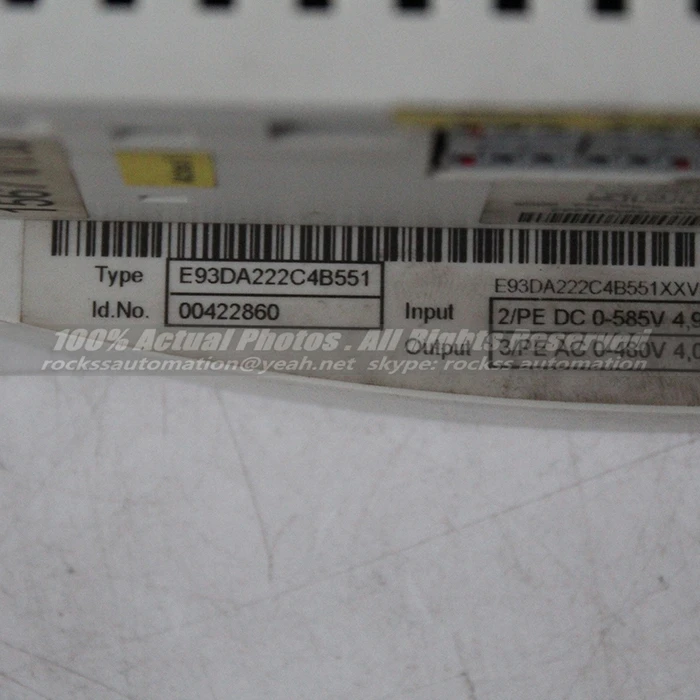 Type E93DA222C4B551
E93DA222C4B551XXV
Id.No. 00422860
Input 2/PE DC 0-585V 4,9
Output 3/PE AC 0-480V 4,0
100% Actual Photos . All Rights Reserved
rockssautomation@yeah.net skype: rockss automation